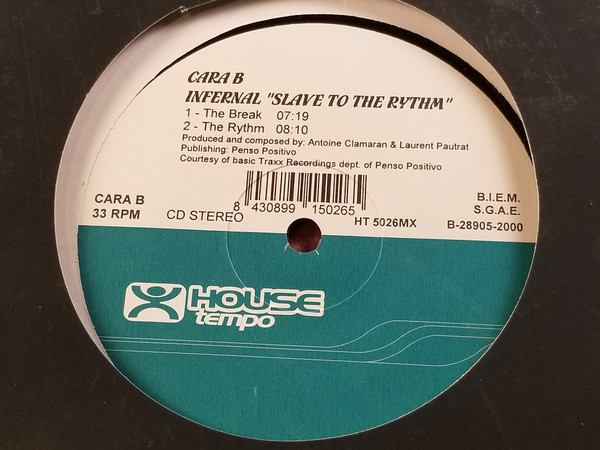 CARA B
INFERNAL "SLAVE TO THE RYTHM"
1 - The Break 07:19
2 - The Rythm 08:10
Produced and composed by: Antoine Clamaran & Laurent Pautrat
Publishing: Penso Positivo
Courtesy of basic Traxx Recordings dept. of Penso Positivo
CARA B
33 RPM
CD STEREO
8 430899 150265
HT 5026MX
B.I.E.M.
S.G.A.E.
B-28905-2000
HOUSE
tempo